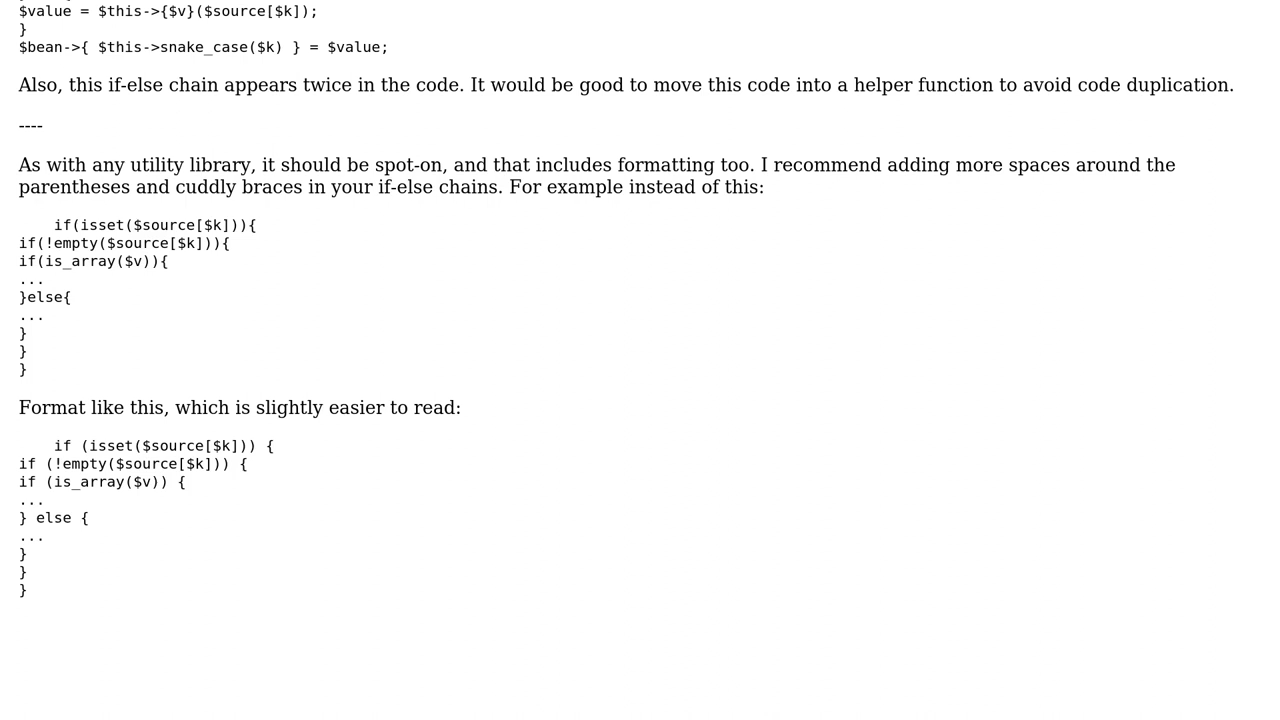 $value = $this->{$v}($source[$k]);
}
$bean->{ $this->snake_case($k) } = $value;
Also, this if-else chain appears twice in the code. It would be good to move this code into a helper function to avoid code duplication.
----
As with any utility library, it should be spot-on, and that includes formatting too. I recommend adding more spaces around the
parentheses and cuddly braces in your if-else chains. For example instead of this:
if(isset($source[$k])){
if(!empty($source[$k])){
if(is_array($v)){
...
}else{
...
}
}
}
Format like this, which is slightly easier to read:
if (isset($source[$k])) {
if (!empty($source[$k])) {
if (is_array($v)) {
...
} else {
...
}
}
}